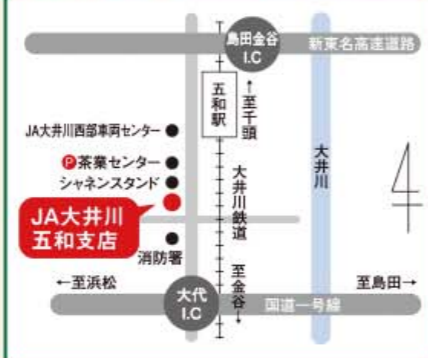 島田金谷
I.C
新東名高速道路
五和駅
↑至千頭
JA大井川西部車両センター
Ⓟ茶業センター
シャネンスタンド
JA大井川
五和支店
消防署
大井川鉄道
大井川
←至浜松
大代
I.C
至金谷↓
国道一号線
至島田→